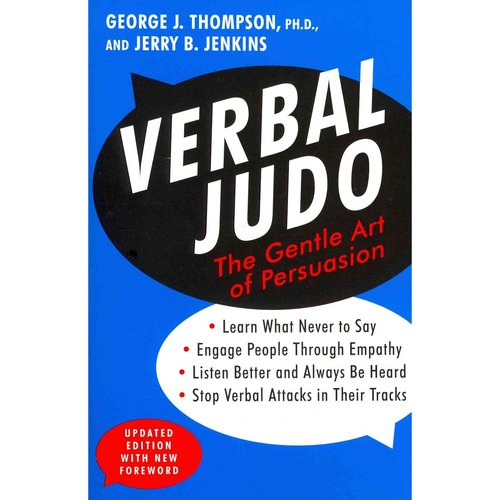 GEORGE J. THOMPSON, PH.D.,
AND JERRY B. JENKINS
VERBAL
JUDO
The Gentle Art
of Persuasion
• Learn What Never to Say
• Engage People Through Empathy
• Listen Better and Always Be Heard
• Stop Verbal Attacks in Their Tracks
UPDATED
EDITION
WITH NEW
FOREWORD